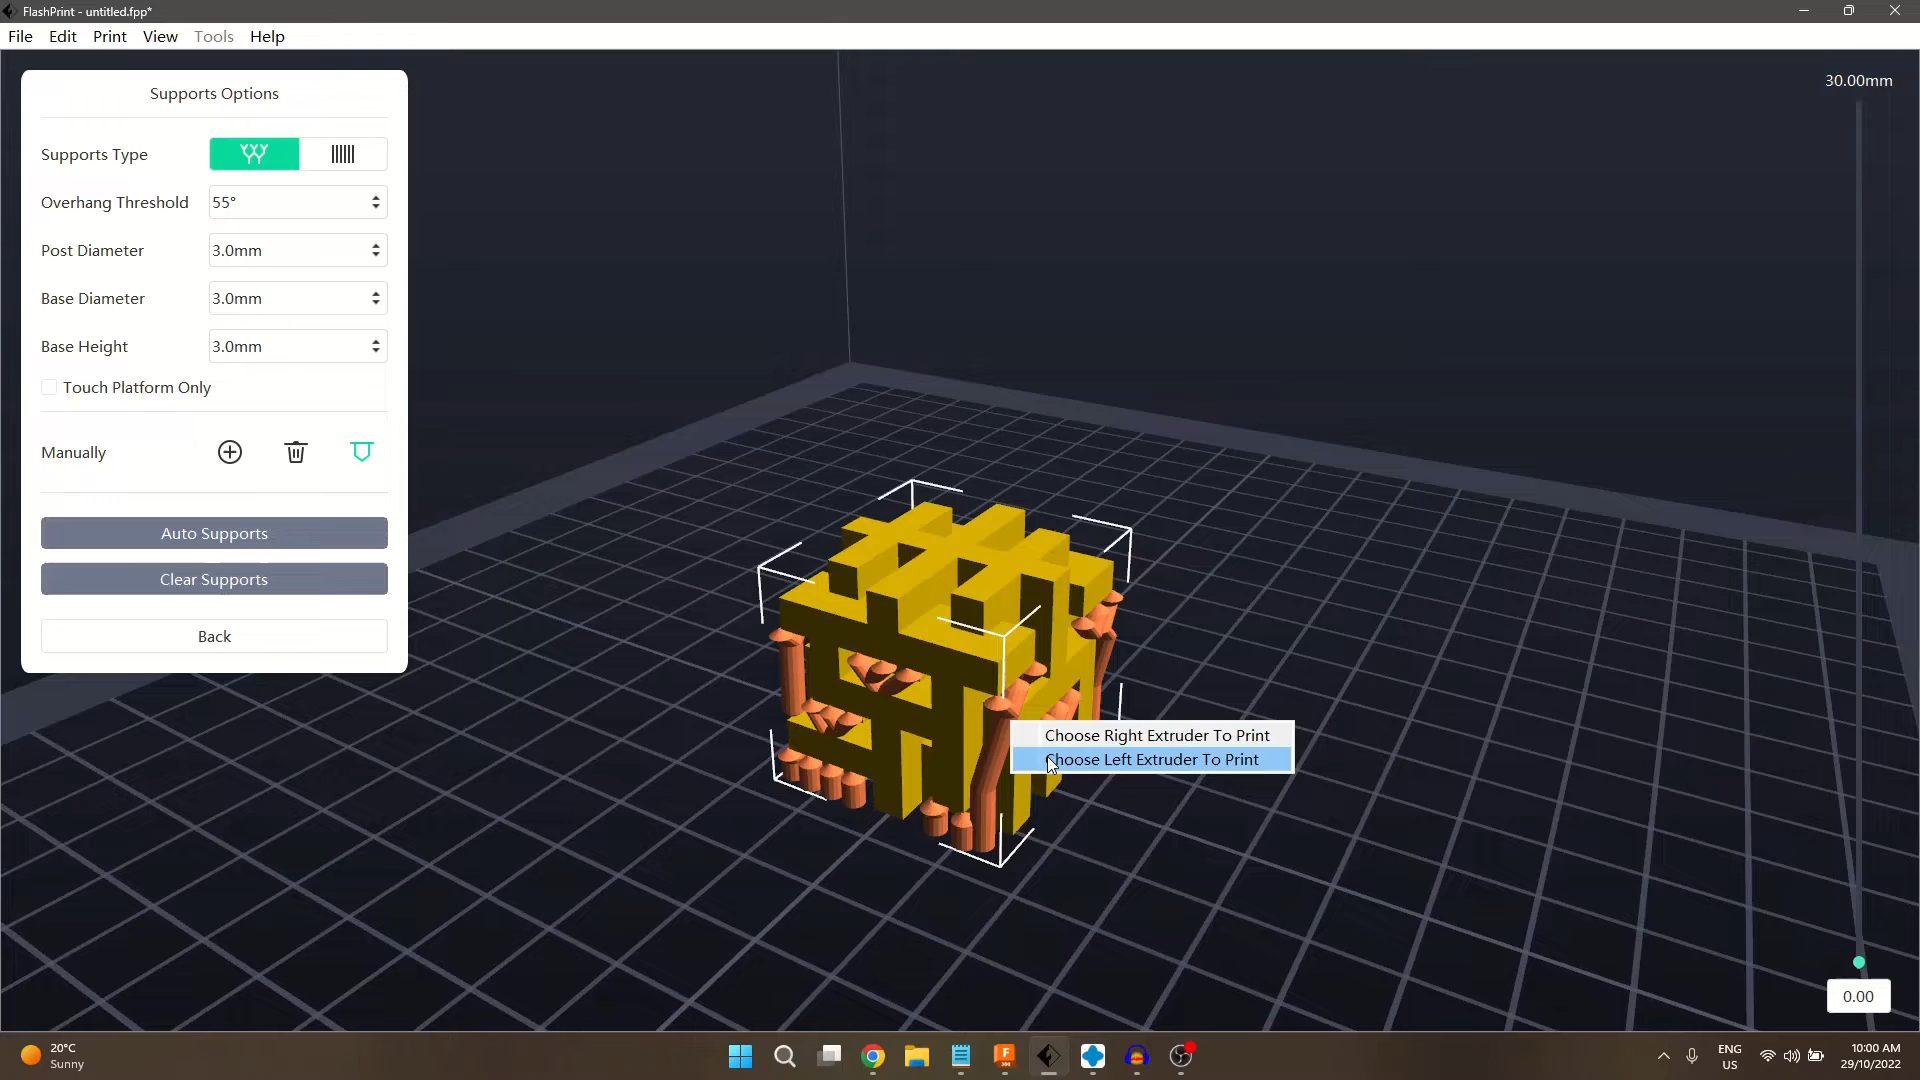 FlashPrint - untitled.fpp*
File Edit Print View Tools Help
30.00mm
Supports Options
Supports Type
Overhang Threshold 55°
Post Diameter 3.0mm
Base Diameter 3.0mm
Base Height 3.0mm
Touch Platform Only
Manually
Auto Supports
Clear Supports
Back
Choose Right Extruder To Print
Choose Left Extruder To Print
0.00
20°C
Sunny
ENG
US
10:00 AM
29/10/2022